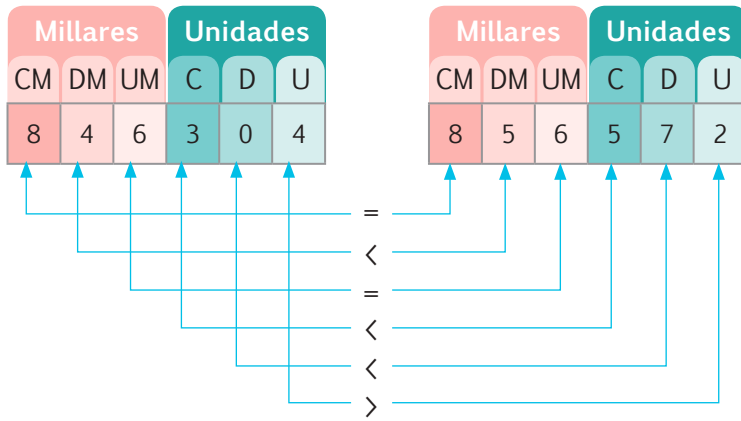 Millares Unidades Millares Unidades
CM DM UM C D U CM DM UM C D U
8 4 6 3 0 4 8 5 6 5 7 2
=
<
=
<
<
>